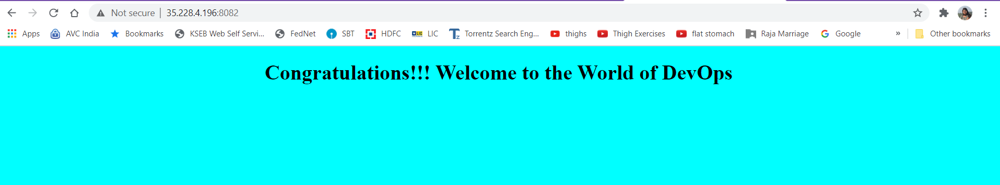 Not secure | 35.228.4.196:8082
Apps AVC India Bookmarks KSEB Web Self Servi... FedNet SBT HDFC LIC Torrentz Search Eng... thighs Thigh Exercises flat stomach Raja Marriage Google » Other bookmarks
Congratulations!!! Welcome to the World of DevOps